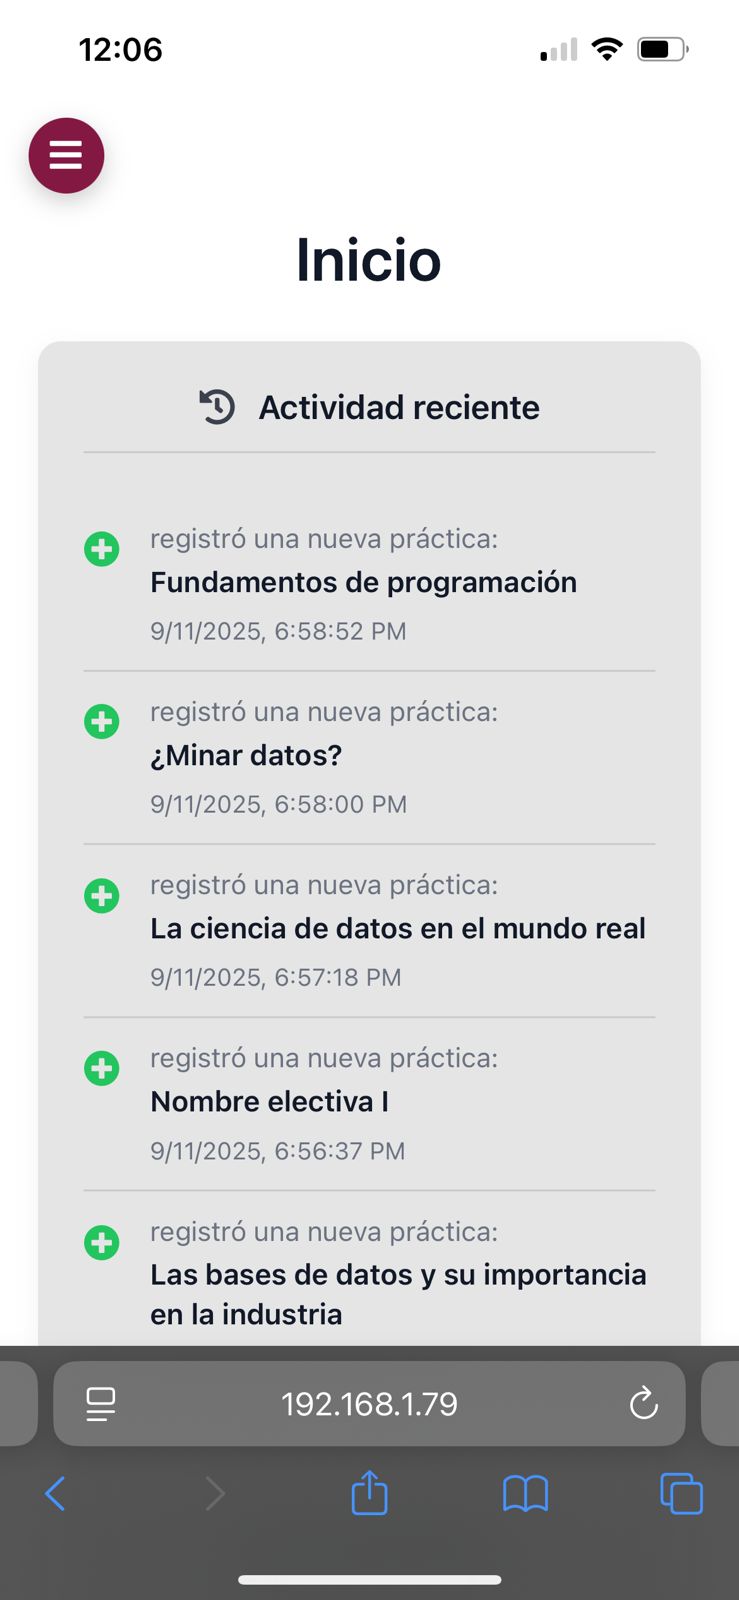 12:06
Inicio
Actividad reciente
registró una nueva práctica:
Fundamentos de programación
9/11/2025, 6:58:52 PM
registró una nueva práctica:
¿Minar datos?
9/11/2025, 6:58:00 PM
registró una nueva práctica:
La ciencia de datos en el mundo real
9/11/2025, 6:57:18 PM
registró una nueva práctica:
Nombre electiva I
9/11/2025, 6:56:37 PM
registró una nueva práctica:
Las bases de datos y su importancia
en la industria
192.168.1.79